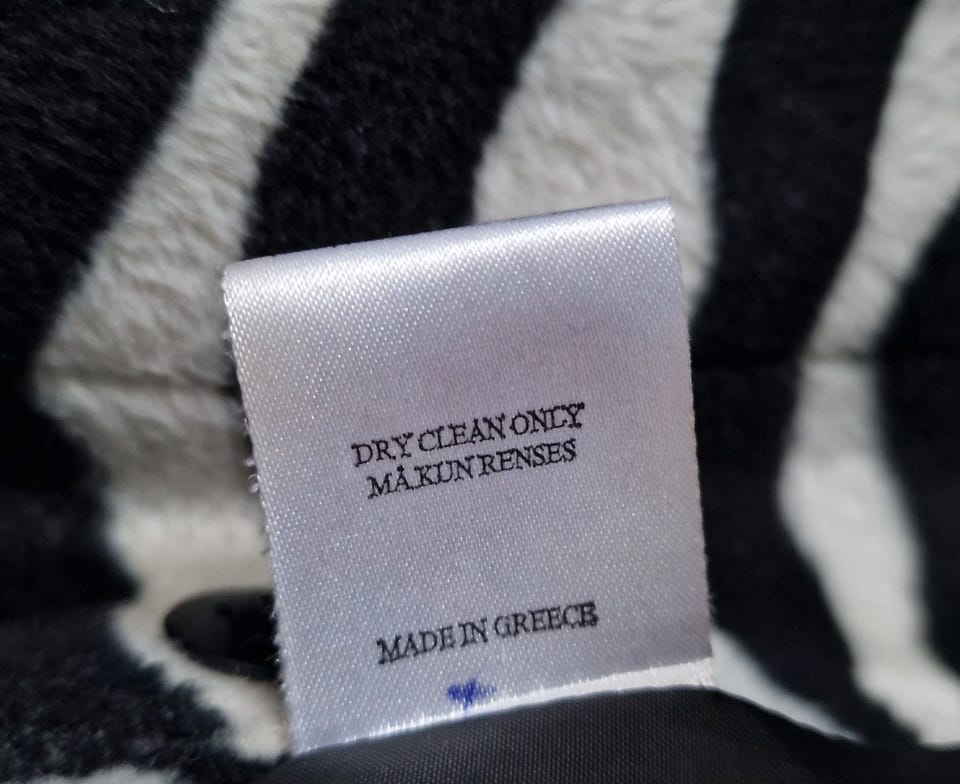 DRY CLEAN ONLY
MÅ KUN RENSES
MADE IN GREECE